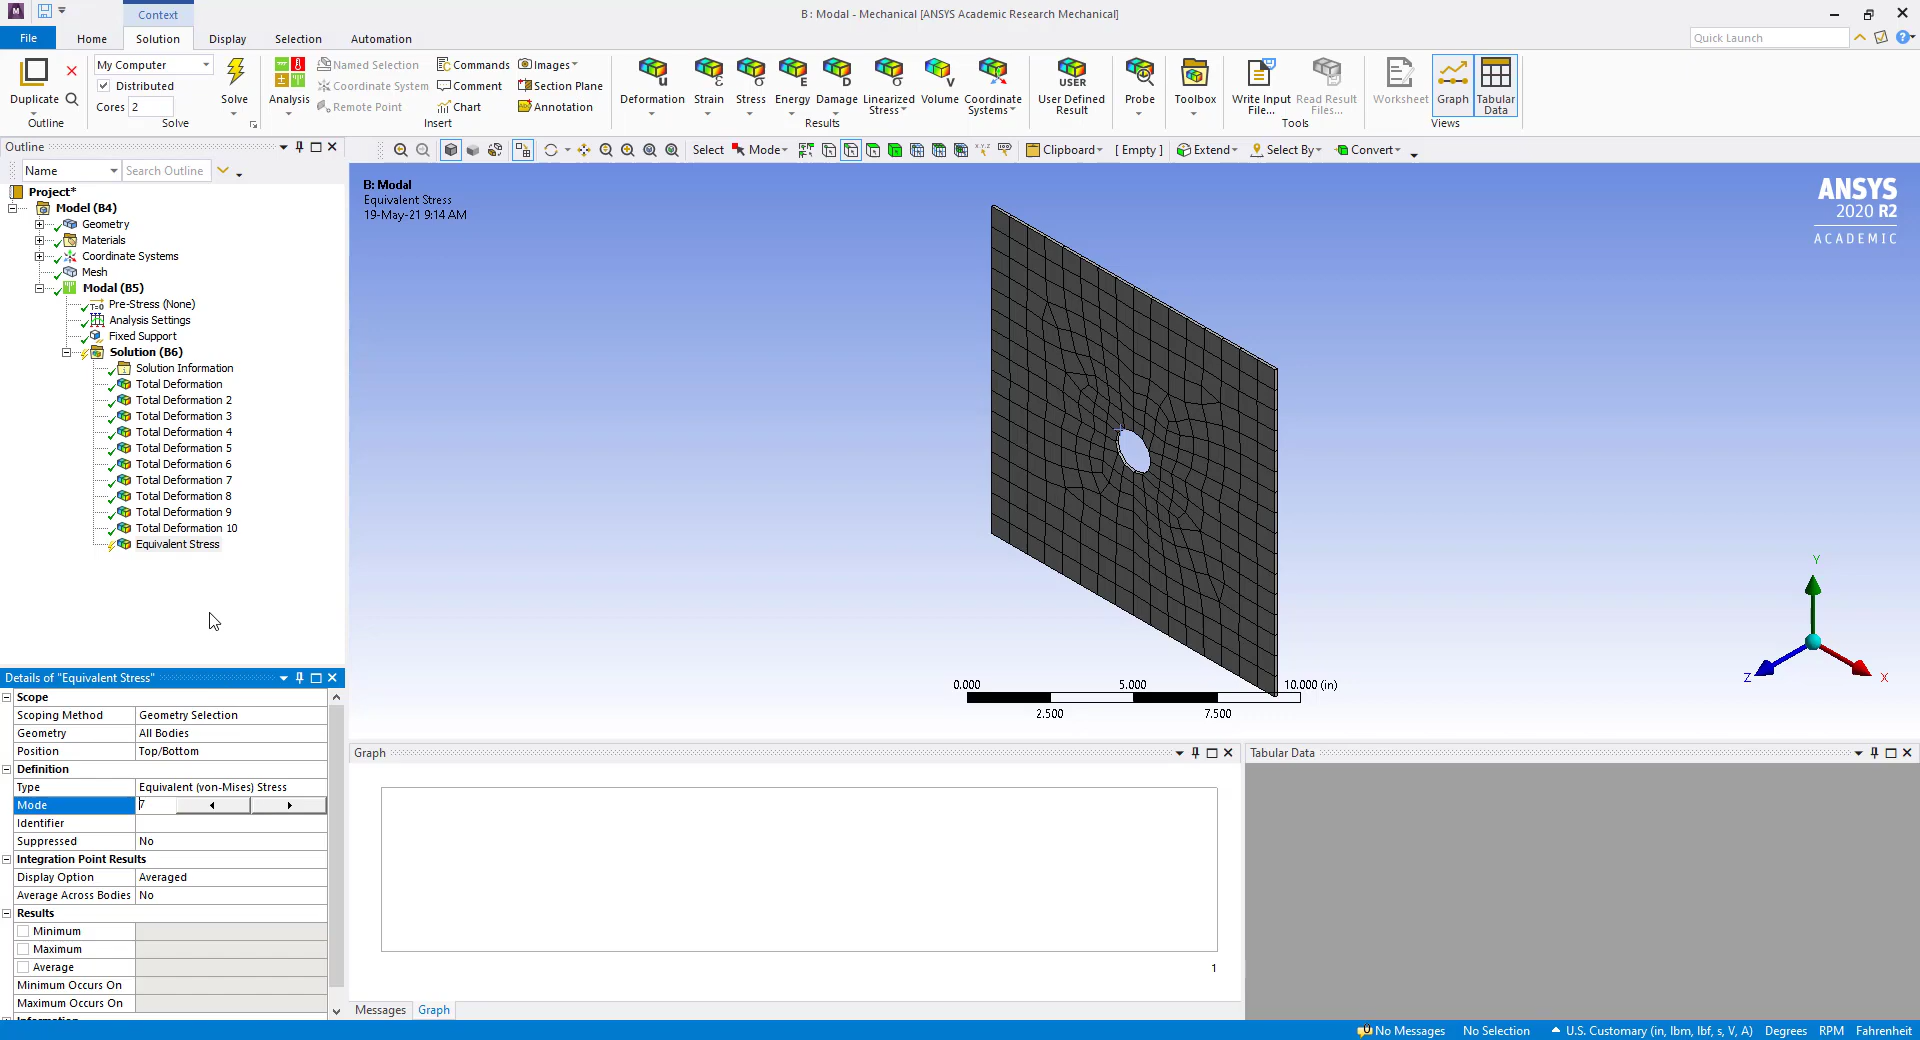 Context
B : Modal - Mechanical [ANSYS Academic Research Mechanical]
File
Home
Solution
Display
Selection
Automation
Quick Launch
Duplicate
Outline
My Computer
Distributed
Cores 2
Solve
Solve
Analysis
Named Selection
Coordinate System
Remote Point
Commands
Comment
Chart
Images
Section Plane
Annotation
Insert
Deformation
Strain
Stress
Energy
Damage
Linearized Stress
Volume
Coordinate Systems
Results
User Defined Result
Probe
Toolbox
Write Input File...
Read Result Files...
Tools
Worksheet
Graph
Tabular Data
Views
Outline
Name
Search Outline
Select
Mode
Clipboard
[ Empty ]
Extend
Select By
Convert
Project*
Model (B4)
Geometry
Materials
Coordinate Systems
Mesh
Modal (B5)
Pre-Stress (None)
Analysis Settings
Fixed Support
Solution (B6)
Solution Information
Total Deformation
Total Deformation 2
Total Deformation 3
Total Deformation 4
Total Deformation 5
Total Deformation 6
Total Deformation 7
Total Deformation 8
Total Deformation 9
Total Deformation 10
Equivalent Stress
B: Modal
Equivalent Stress
19-May-21 9:14 AM
ANSYS
2020 R2
ACADEMIC
0.000 5.000 10.000 (in)
2.500 7.500
Y
Z
X
Details of "Equivalent Stress"
Scope
Scoping Method Geometry Selection
Geometry All Bodies
Position Top/Bottom
Definition
Type Equivalent (von-Mises) Stress
Mode 7
Identifier
Suppressed No
Integration Point Results
Display Option Averaged
Average Across Bodies No
Results
Minimum
Maximum
Average
Minimum Occurs On
Maximum Occurs On
Information
Graph
1
Messages
Graph
Tabular Data
No Messages
No Selection
U.S. Customary (in, lbm, lbf, s, V, A)
Degrees
RPM
Fahrenheit